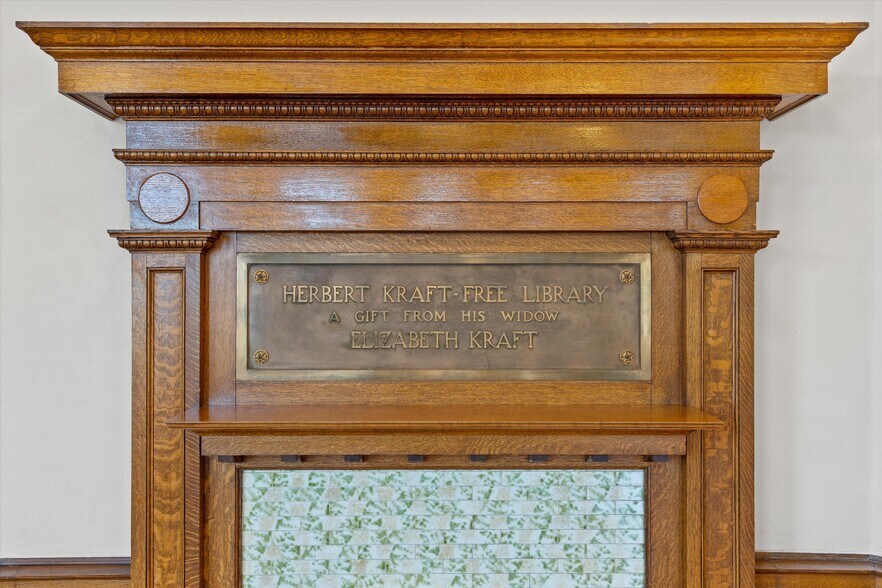 HERBERT KRAFT-FREE LIBRARY
A GIFT FROM HIS WIDOW
ELIZABETH KRAFT